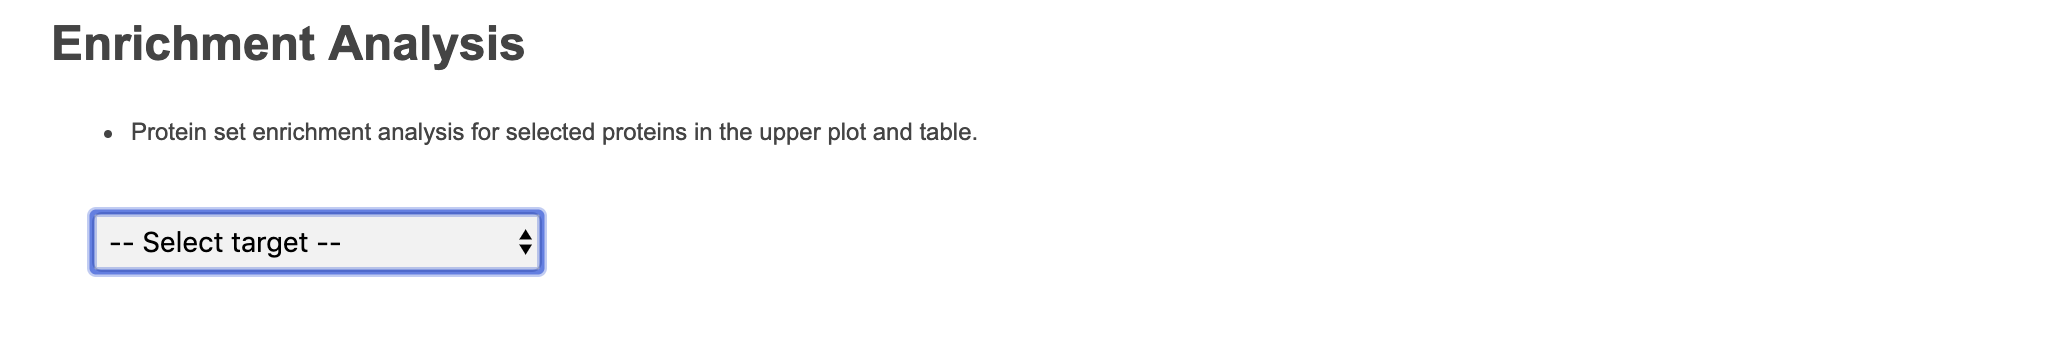 Enrichment Analysis
Protein set enrichment analysis for selected proteins in the upper plot and table.
-- Select target --